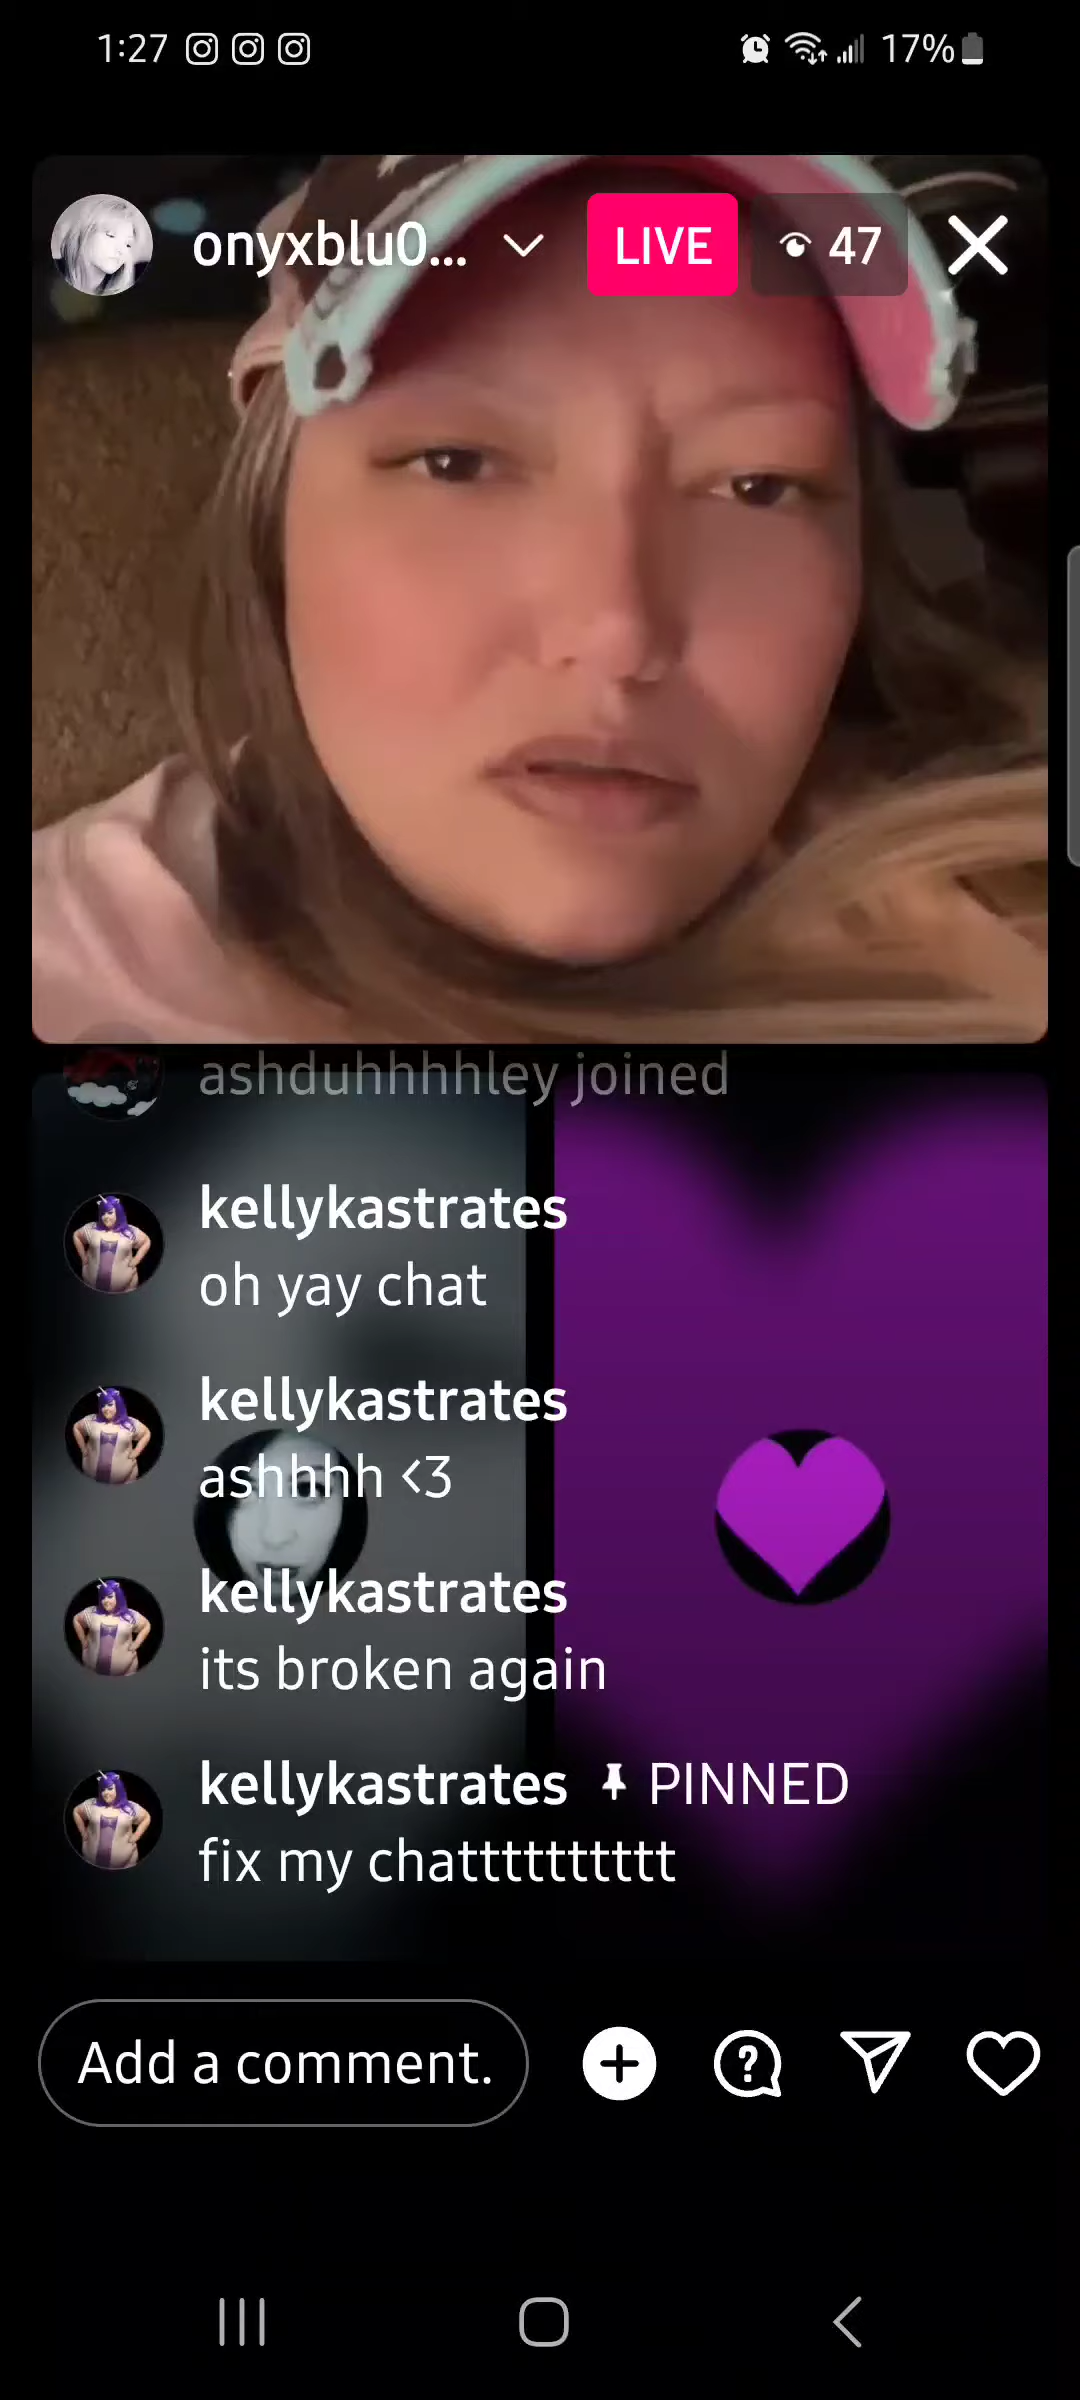 1:27
17%
onyxblu0...
LIVE
47
ashduhhhhley joined
kellykastrates
oh yay chat
kellykastrates
ashhhh <3
kellykastrates
its broken again
kellykastrates PINNED
fix my chatttttttttt
Add a comment.